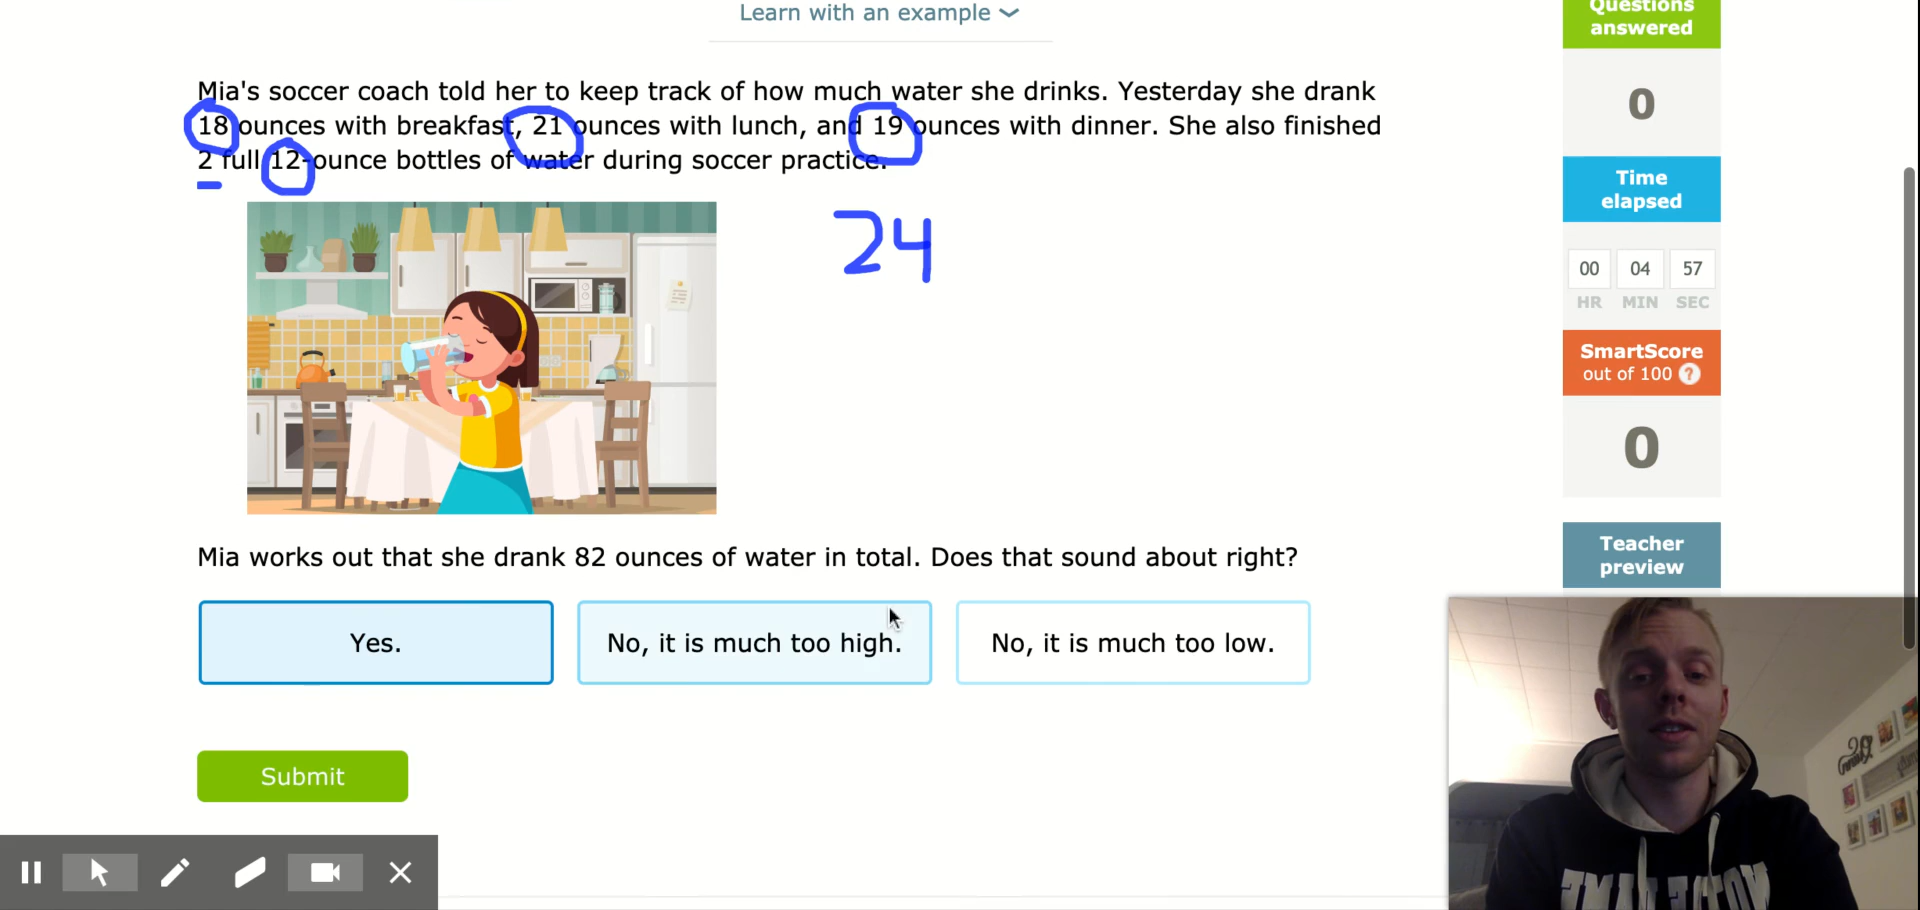 Learn with an example
Mia's soccer coach told her to keep track of how much water she drinks. Yesterday she drank
18 ounces with breakfast, 21 ounces with lunch, and 19 ounces with dinner. She also finished
2 full 12-ounce bottles of water during soccer practice.
24
Mia works out that she drank 82 ounces of water in total. Does that sound about right?
Yes.
No, it is much too high.
No, it is much too low.
Submit
Questions
answered
0
Time
elapsed
00 04 57
HR MIN SEC
SmartScore
out of 100 ?
0
Teacher
preview